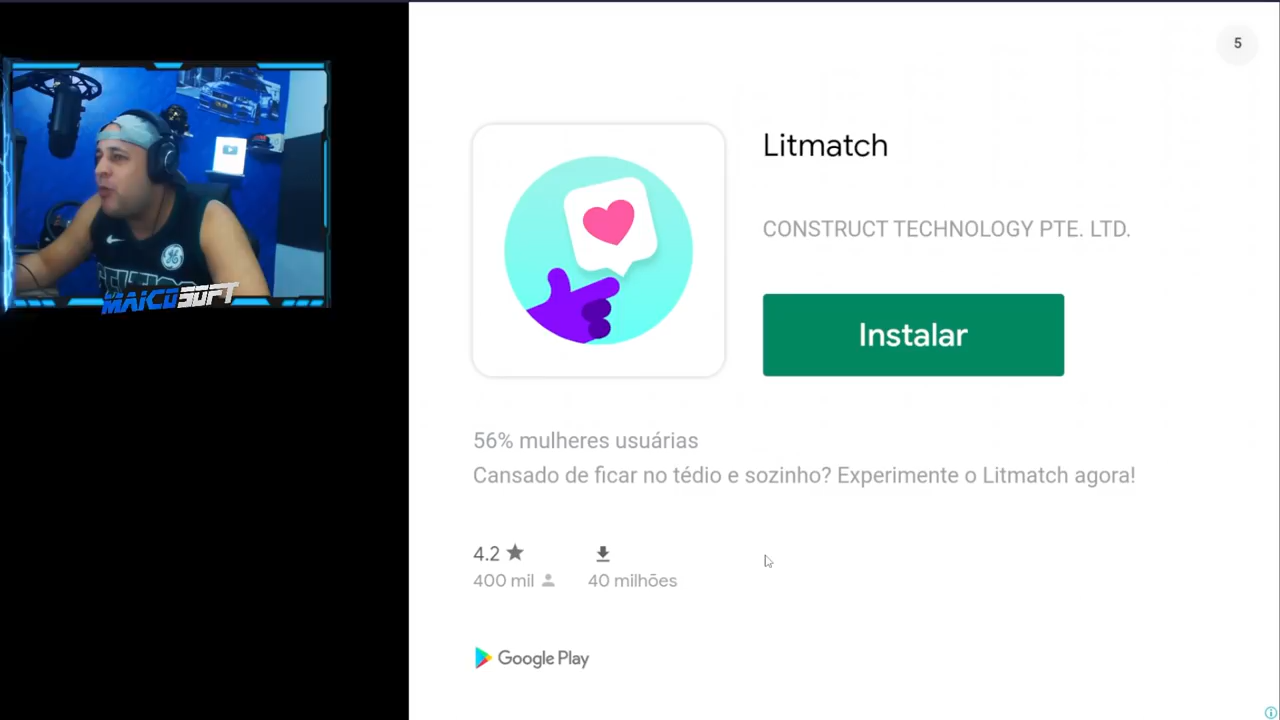 5
Litmatch
CONSTRUCT TECHNOLOGY PTE. LTD.
Instalar
56% mulheres usuárias
Cansado de ficar no tédio e sozinho? Experimente o Litmatch agora!
4.2
400 mil
40 milhões
Google Play
MAICOSOFT